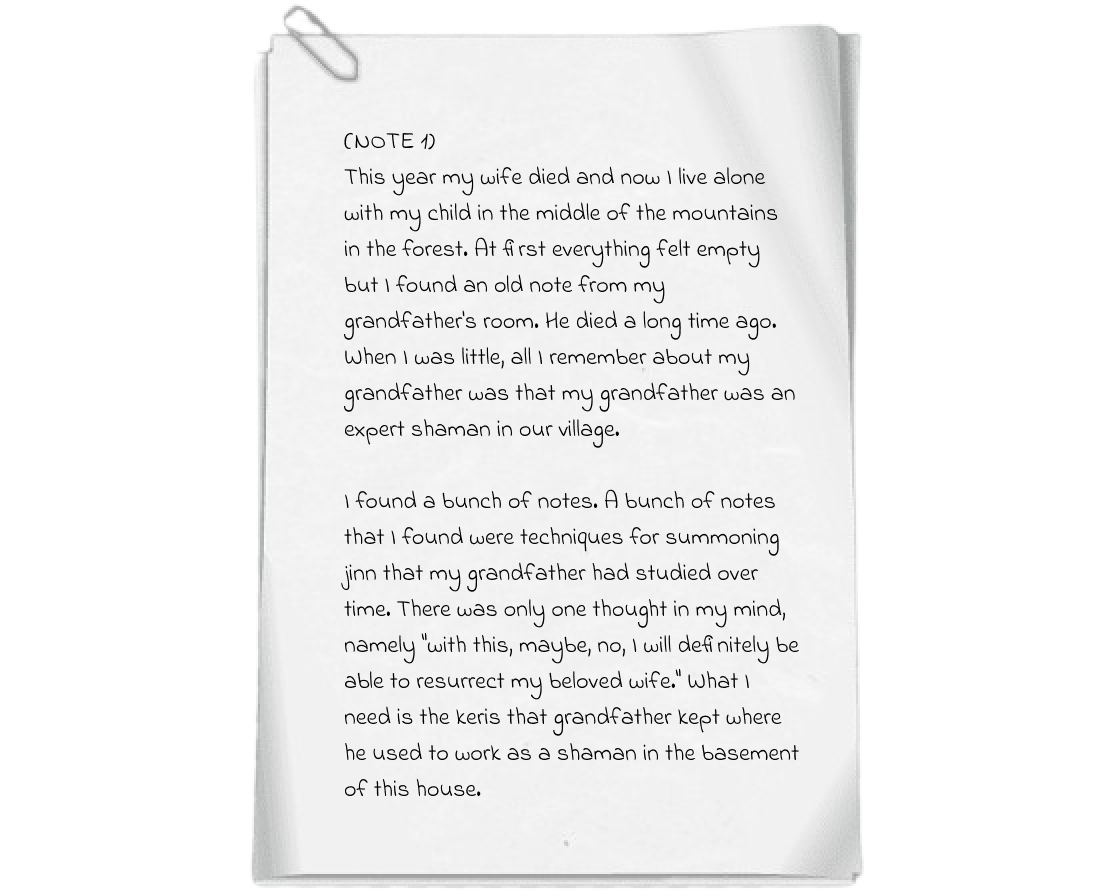 (NOTE 1)
This year my wife died and now I live alone
with my child in the middle of the mountains
in the forest. At first everything felt empty
but I found an old note from my
grandfather's room. He died a long time ago.
When I was little, all I remember about my
grandfather was that my grandfather was an
expert shaman in our village.
I found a bunch of notes. A bunch of notes
that I found were techniques for summoning
jinn that my grandfather had studied over
time. There was only one thought in my mind,
namely "with this, maybe, no, I will definitely be
able to resurrect my beloved wife." What I
need is the keris that grandfather kept where
he used to work as a shaman in the basement
of this house.